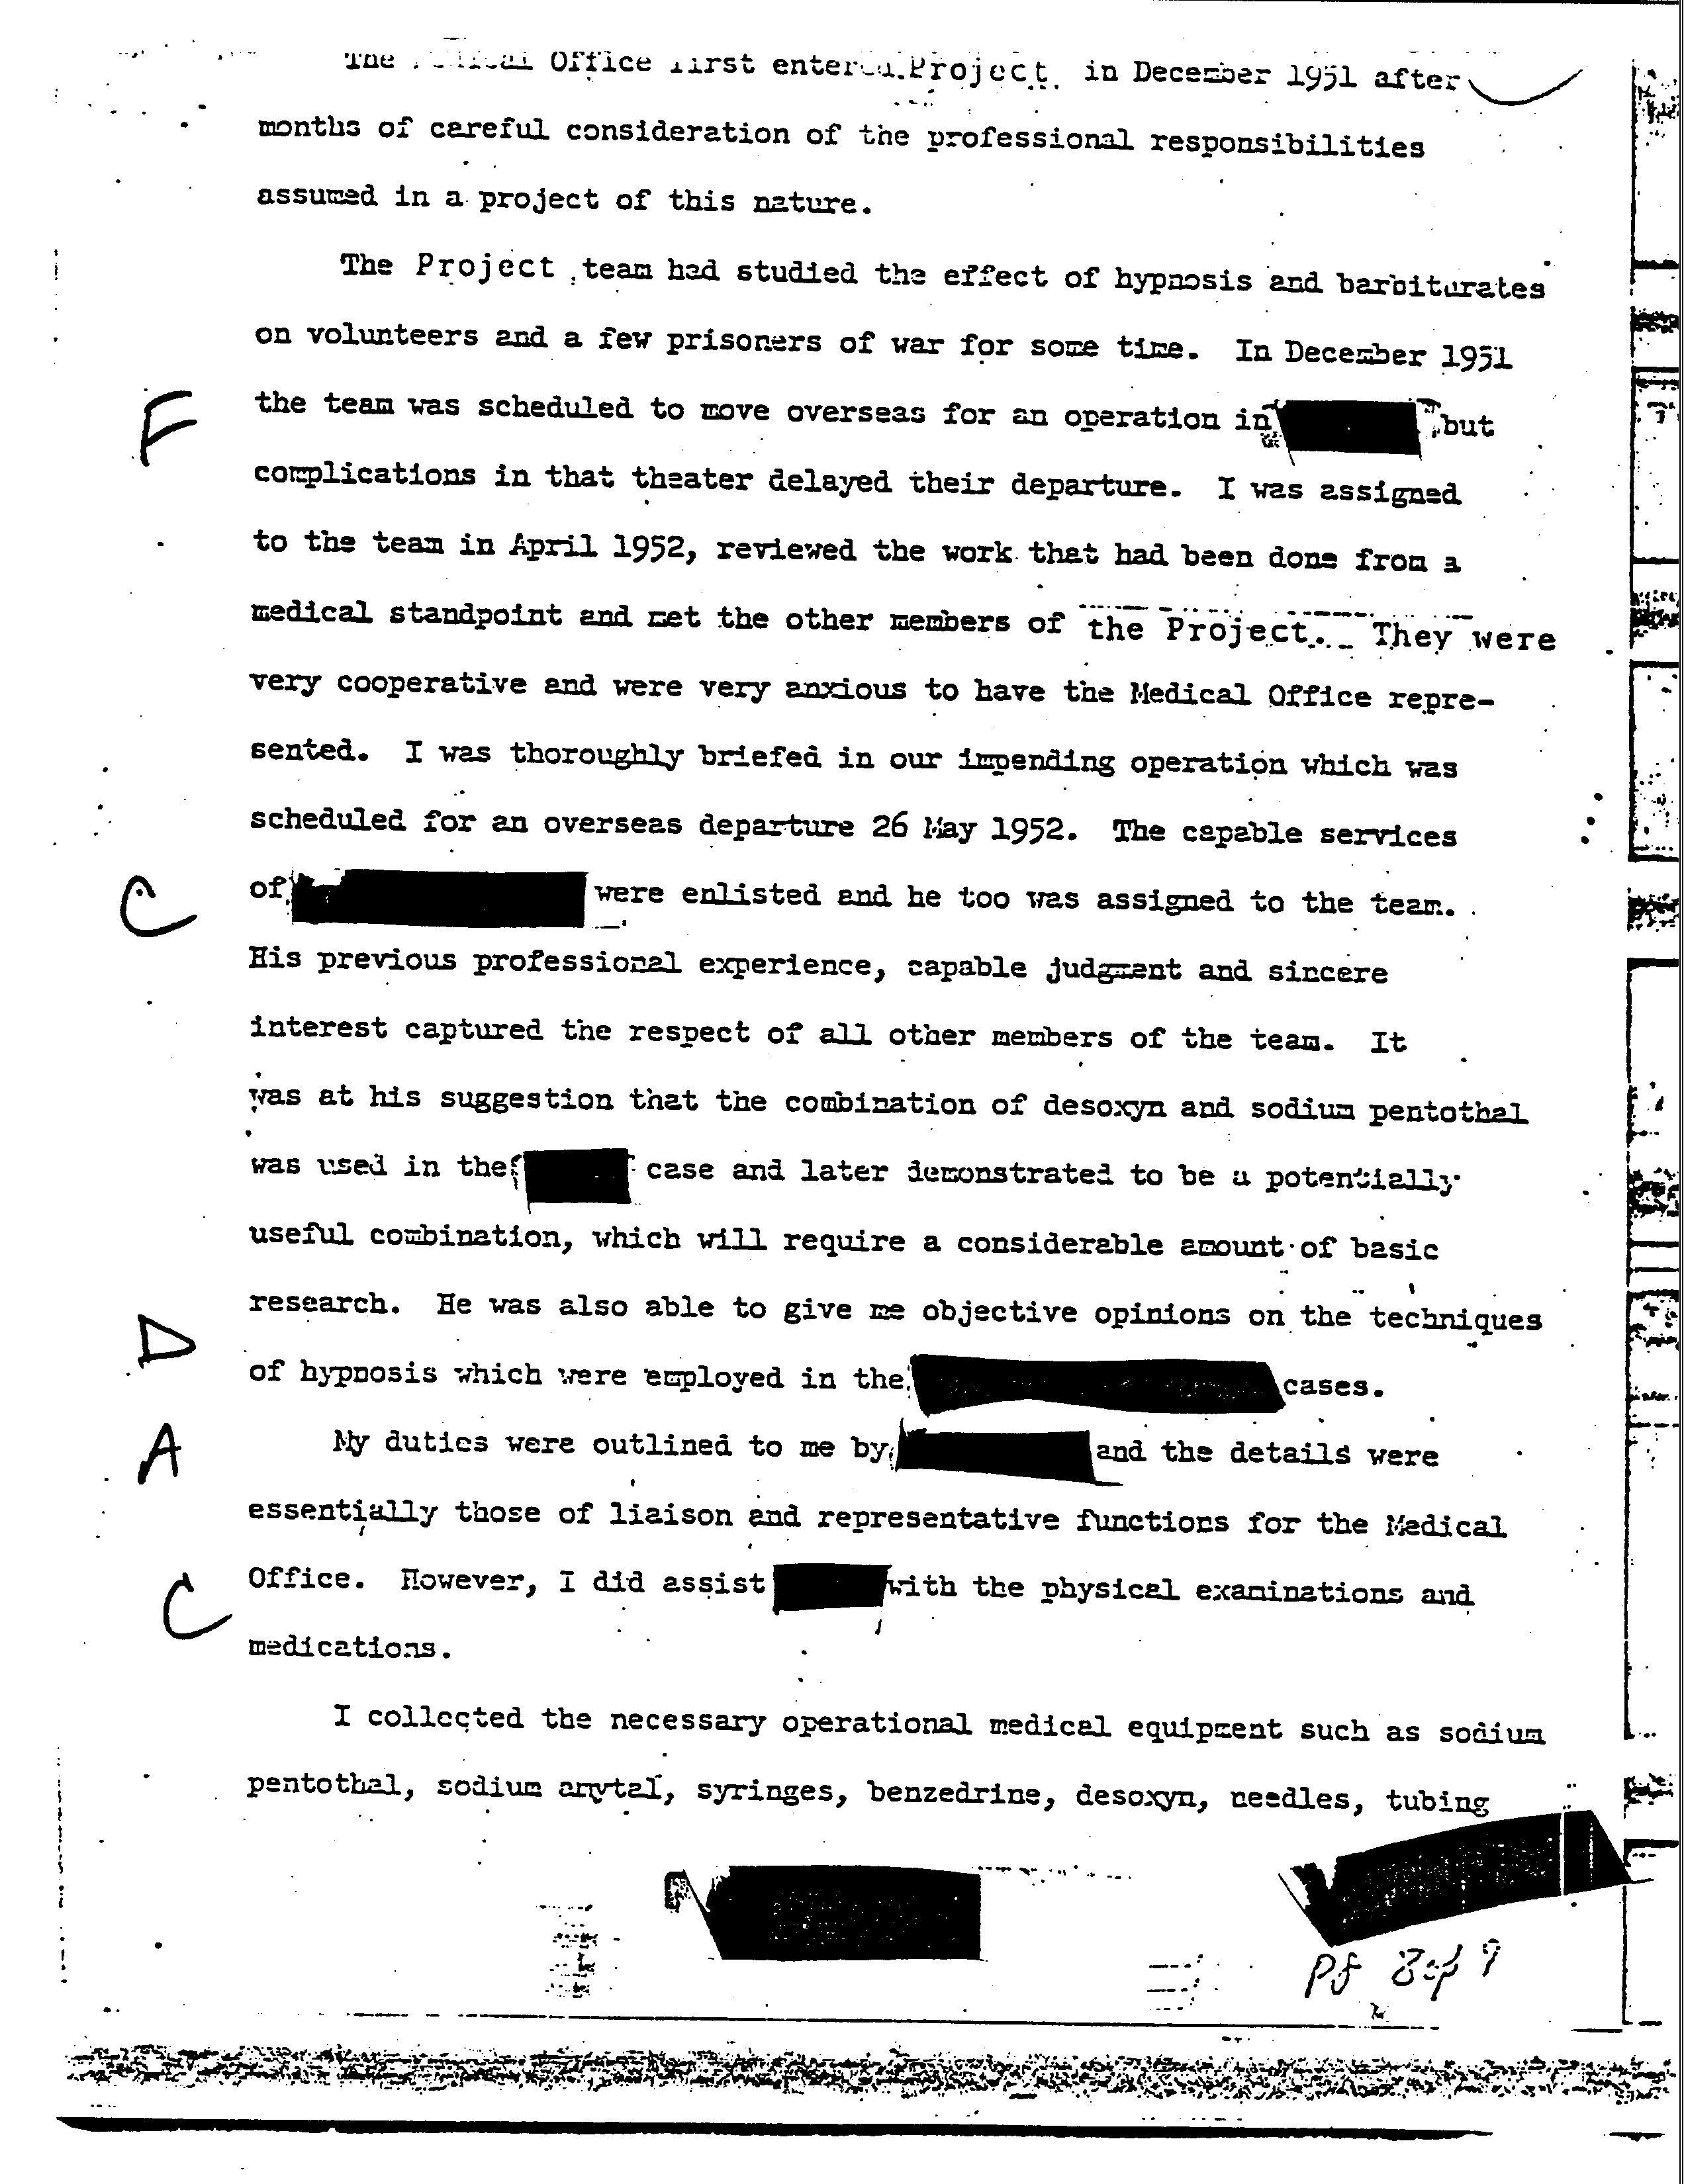 The Medical Office first entered Project in December 1951 after
months of careful consideration of the professional responsibilities
assumed in a project of this nature.
The Project team had studied the effect of hypnosis and barbiturates
on volunteers and a few prisoners of war for some time. In December 1951
F
the team was scheduled to move overseas for an operation in but
complications in that theater delayed their departure. I was assigned
to the team in April 1952, reviewed the work that had been done from a
medical standpoint and met the other members of the Project. They were
very cooperative and were very anxious to have the Medical Office repre-
sented. I was thoroughly briefed in our impending operation which was
scheduled for an overseas departure 26 May 1952. The capable services
C
of were enlisted and he too was assigned to the team.
His previous professional experience, capable judgment and sincere
interest captured the respect of all other members of the team. It
was at his suggestion that the combination of desoxyn and sodium pentothal
was used in the case and later demonstrated to be a potentially
useful combination, which will require a considerable amount of basic
research. He was also able to give me objective opinions on the techniques
D
of hypnosis which were employed in the cases.
A
My duties were outlined to me by and the details were
essentially those of liaison and representative functions for the Medical
C
Office. However, I did assist with the physical examinations and
medications.
I collected the necessary operational medical equipment such as sodium
pentothal, sodium amytal, syringes, benzedrine, desoxyn, needles, tubing